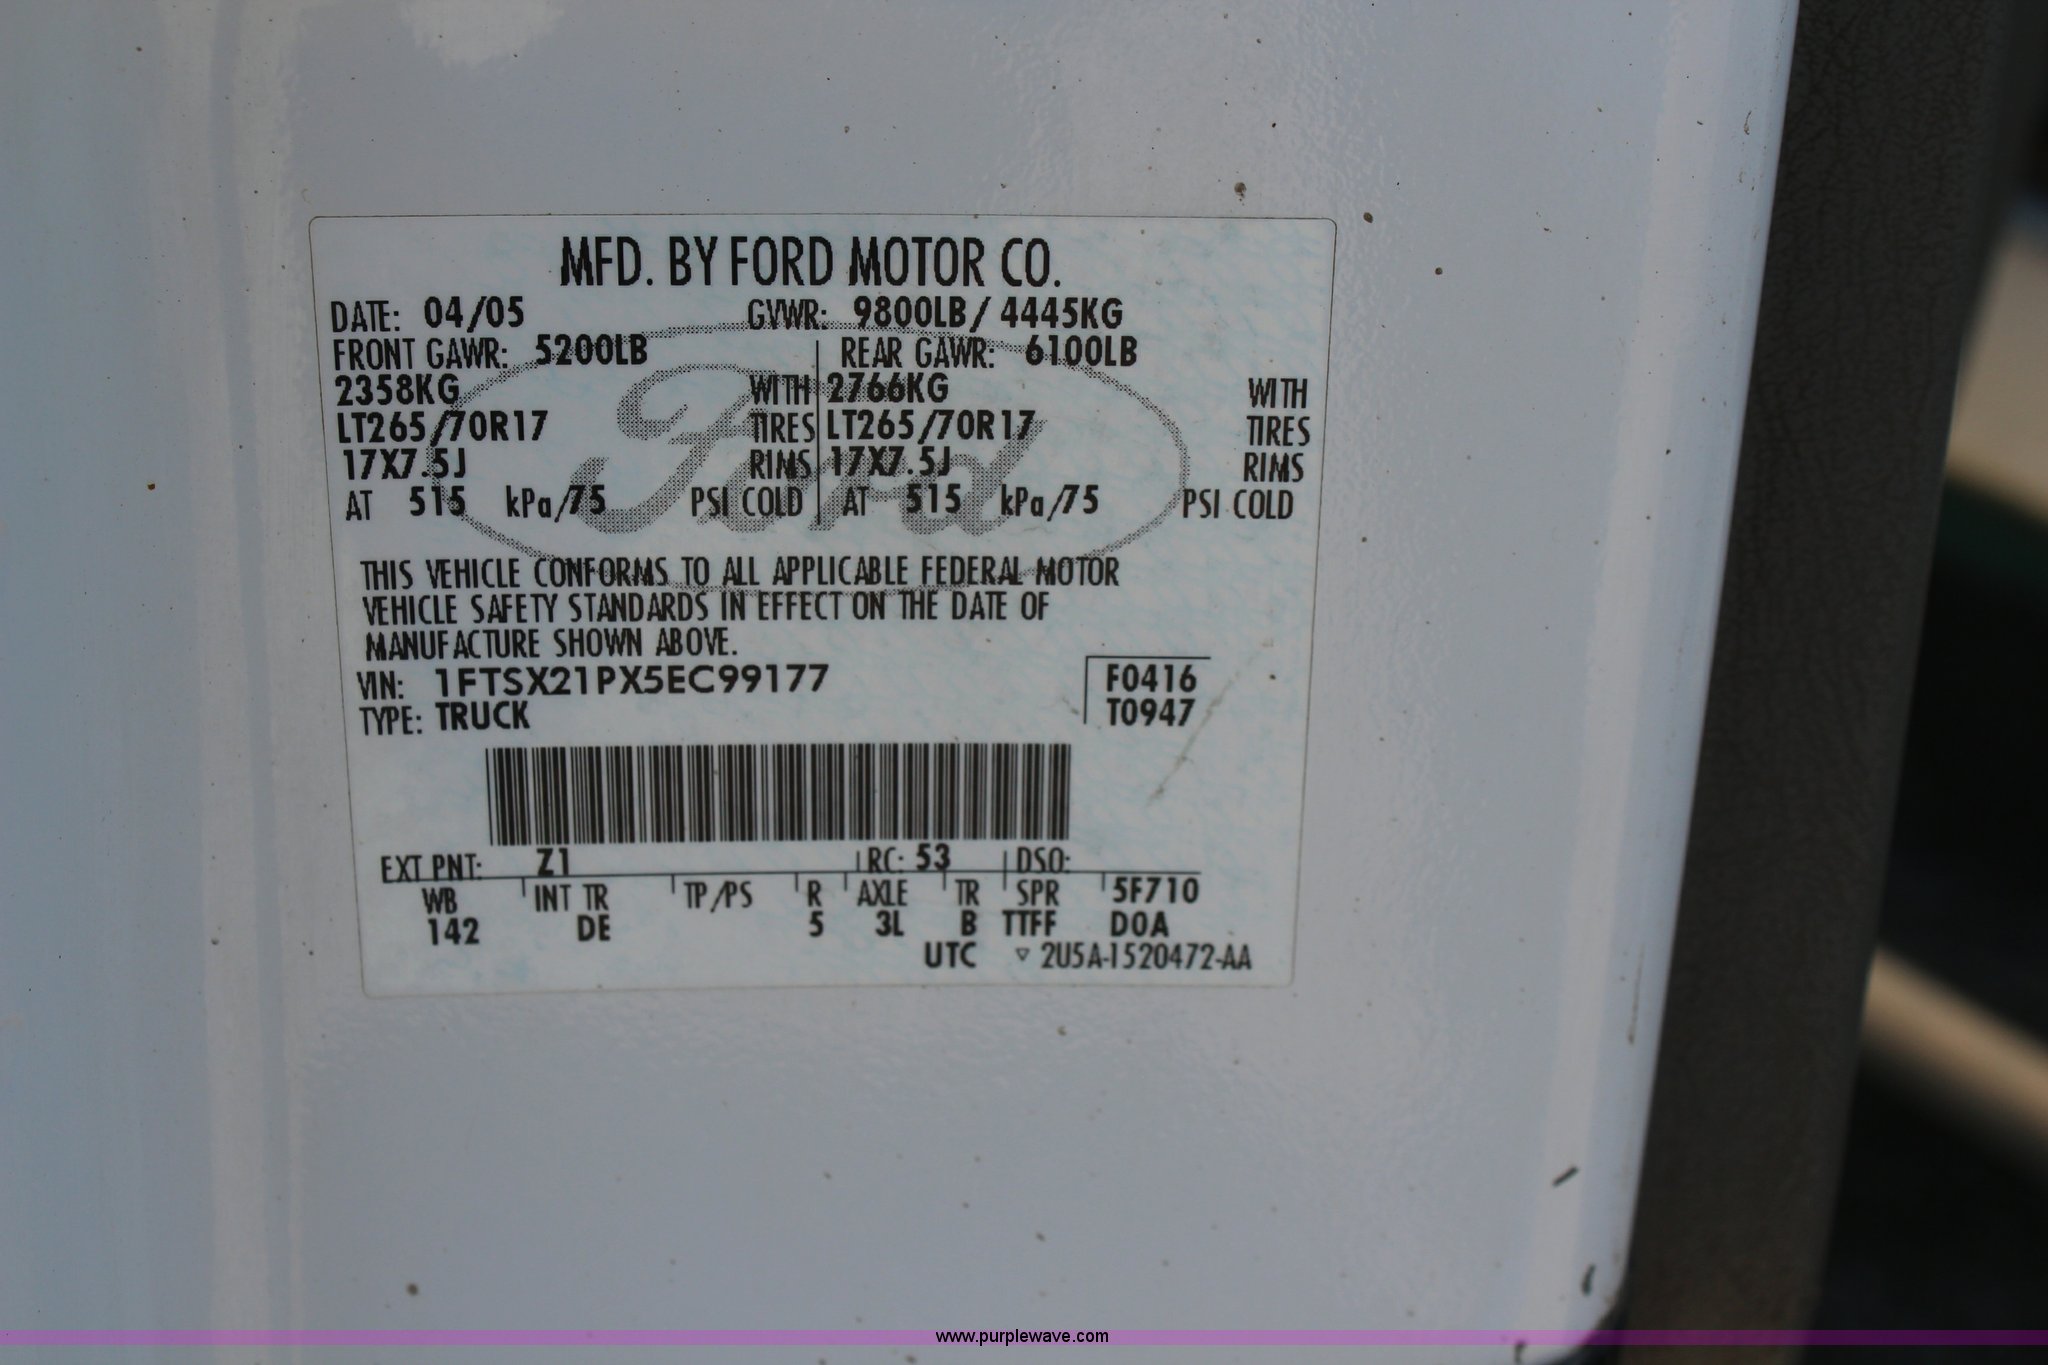 MFD. BY FORD MOTOR CO.
DATE: 04/05 GVWR: 9800LB/ 4445KG
FRONT GAWR: 5200LB REAR GAWR: 6100LB
2358KG WITH 2766KG WITH
LT265/70R17 TIRES LT265/70R17 TIRES
17X7.5J RIMS 17X7.5J RIMS
AT 515 kPa/75 PSI COLD AT 515 kPa/75 PSI COLD
Ford
THIS VEHICLE CONFORMS TO ALL APPLICABLE FEDERAL MOTOR
VEHICLE SAFETY STANDARDS IN EFFECT ON THE DATE OF
MANUFACTURE SHOWN ABOVE.
VIN: 1FTSX21PX5EC99177 F0416
TYPE: TRUCK T0947
EXT PNT: Z1 RC: 53 DSO:
WB INT TR TP/PS R AXLE TR SPR 5F710
142 DE 5 3L B TTFF DOA
UTC ▽ 2U5A-1520472-AA
www.purplewave.com